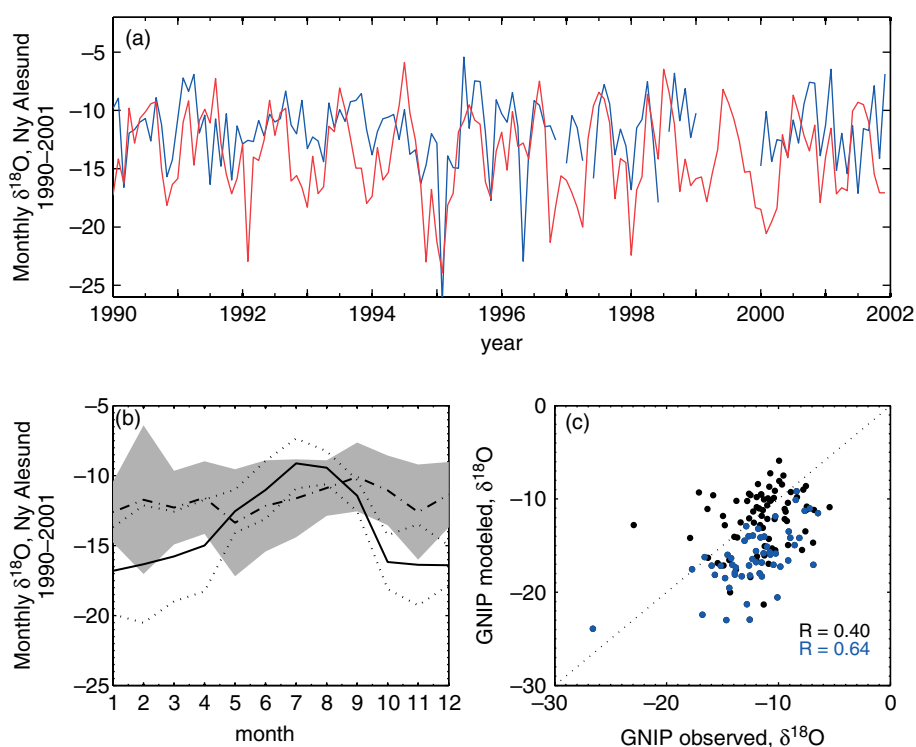 (a)
Monthly δ¹⁸O, Ny Alesund
1990–2001
–5
–10
–15
–20
–25
1990 1992 1994 1996 1998 2000 2002
year
(b)
Monthly δ¹⁸O, Ny Alesund
1990–2001
–5
–10
–15
–20
–25
1 2 3 4 5 6 7 8 9 10 11 12
month
(c)
GNIP modeled, δ¹⁸O
0
–10
–20
–30
R = 0.40
R = 0.64
–30 –20 –10 0
GNIP observed, δ¹⁸O